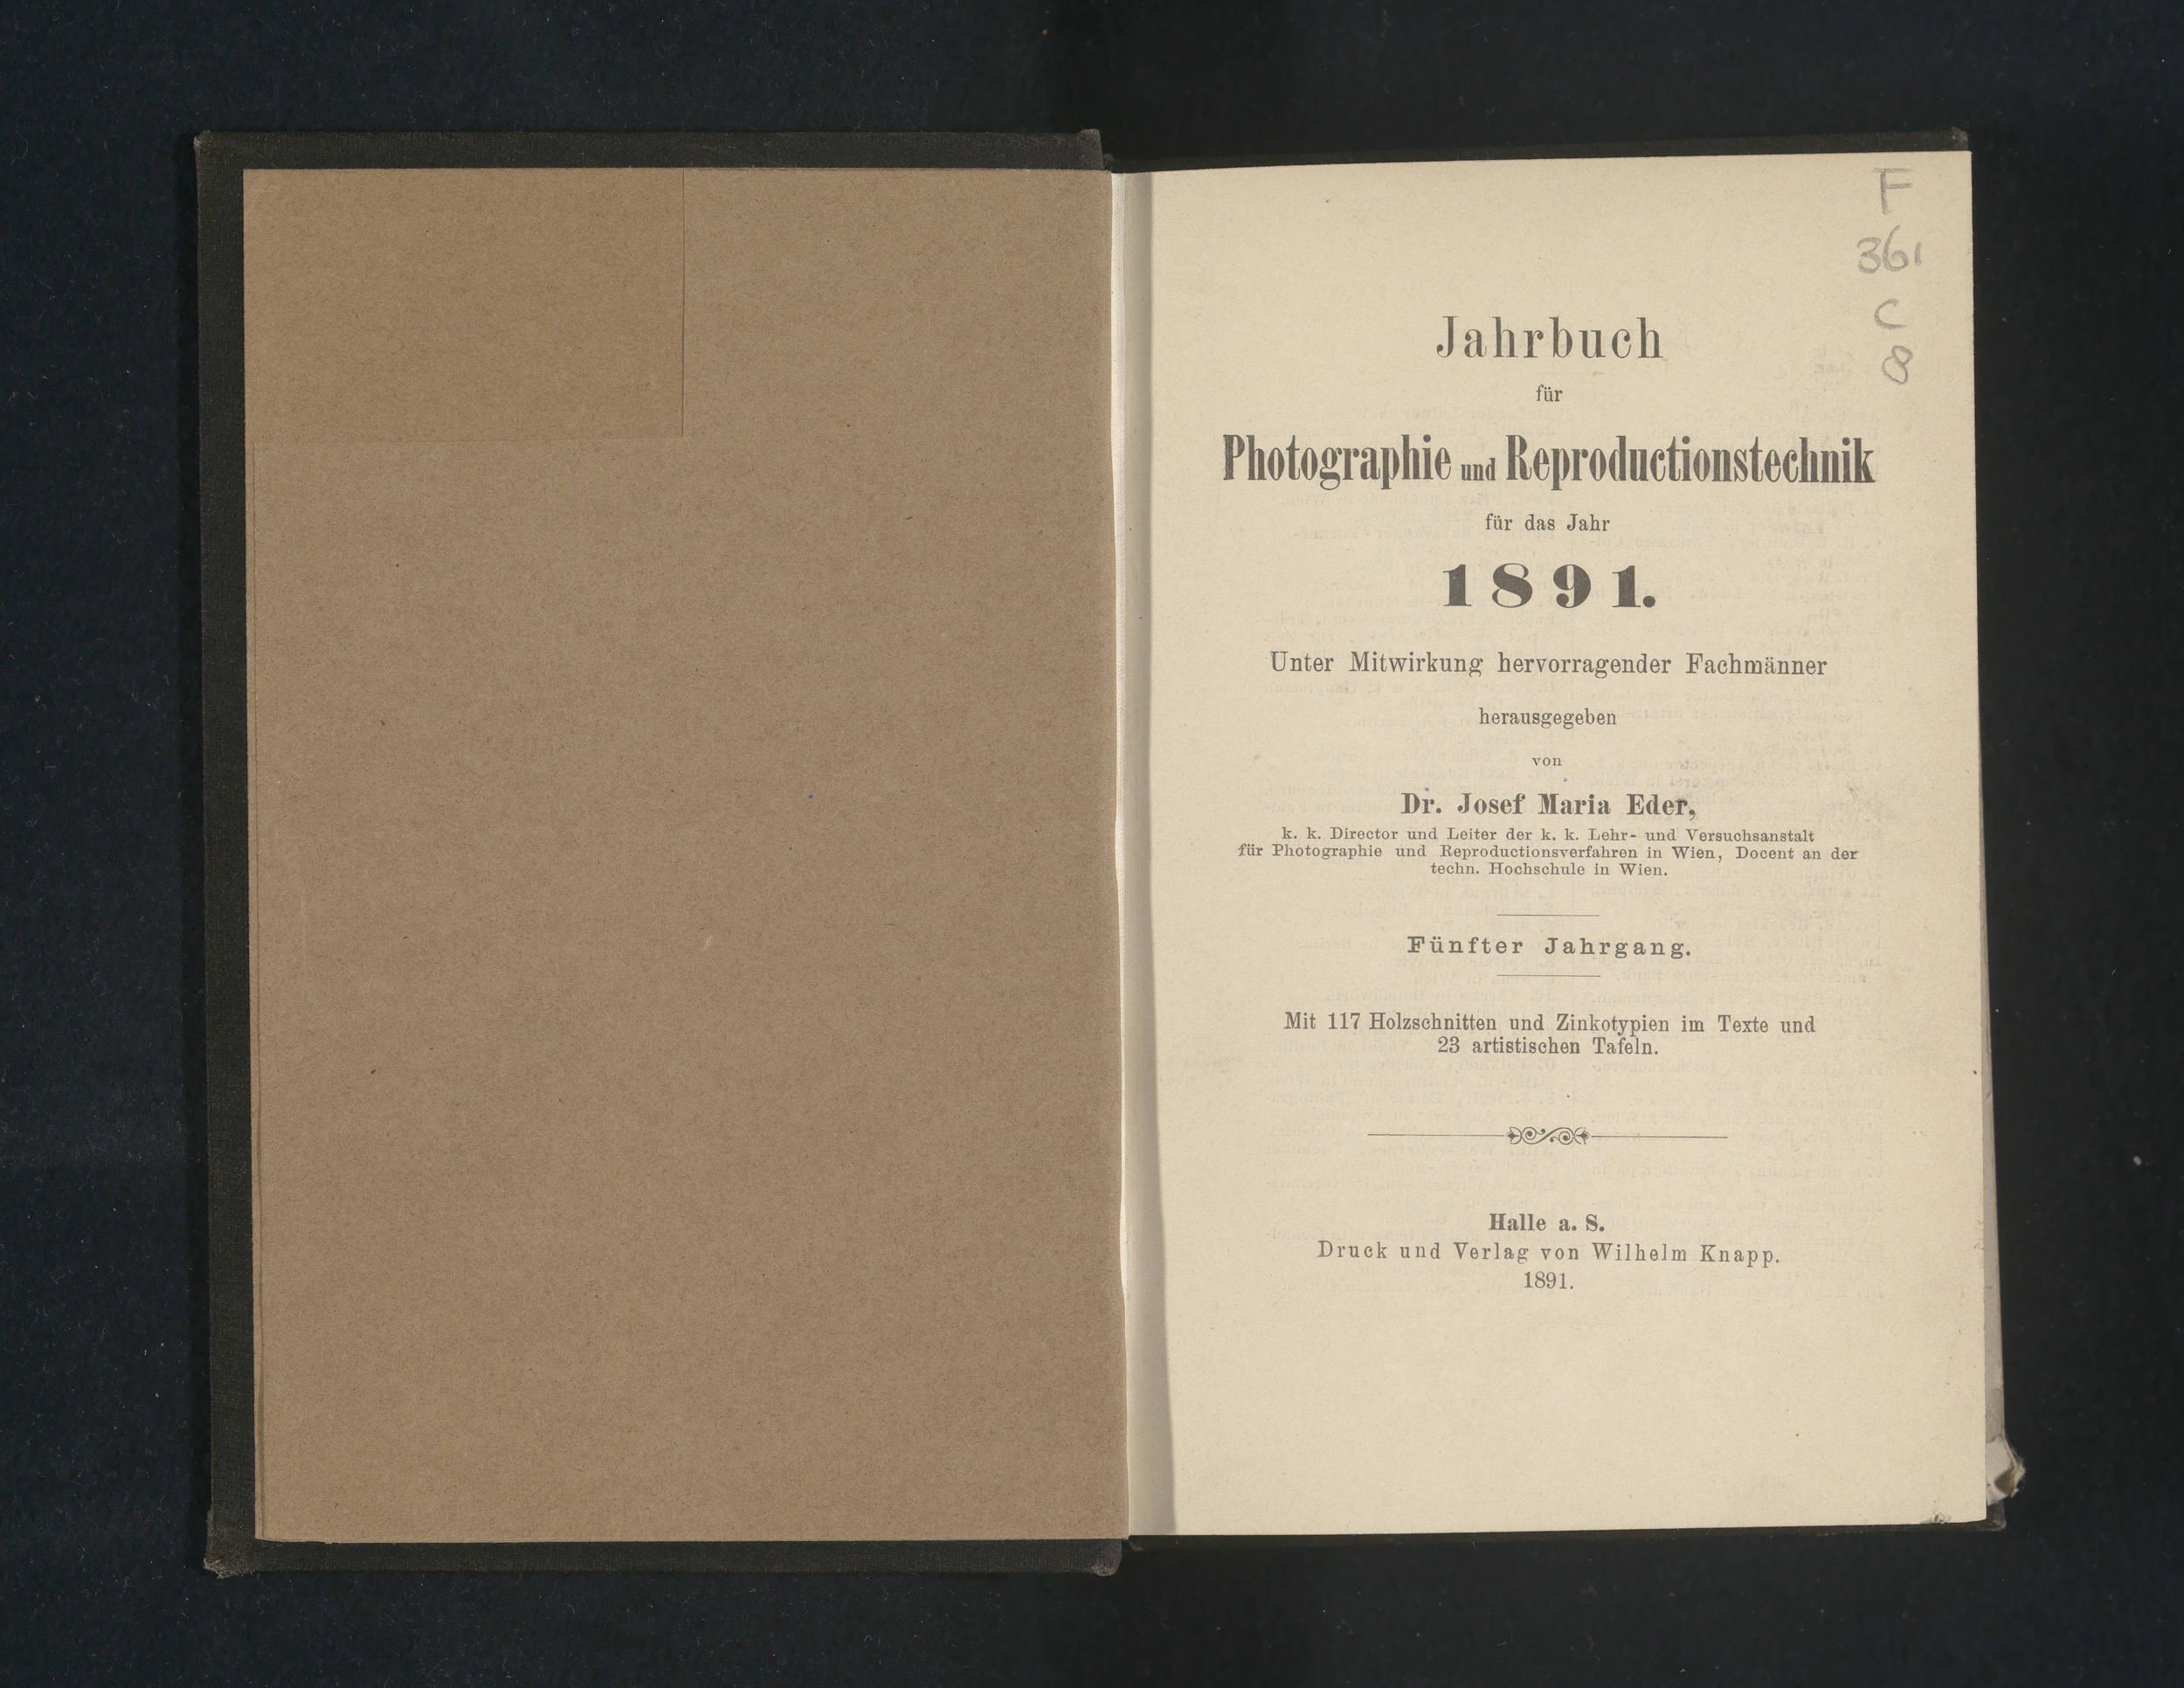 F
361
C
8
Jahrbuch
für
Photographie und Reproductionstechnik
für das Jahr
1891.
Unter Mitwirkung hervorragender Fachmänner
herausgegeben
von
Dr. Josef Maria Eder,
k. k. Director und Leiter der k. k. Lehr- und Versuchsanstalt
für Photographie und Reproductionsverfahren in Wien, Docent an der
techn. Hochschule in Wien.
Fünfter Jahrgang.
Mit 117 Holzschnitten und Zinkotypien im Texte und
23 artistischen Tafeln.
Halle a. S.
Druck und Verlag von Wilhelm Knapp.
1891.